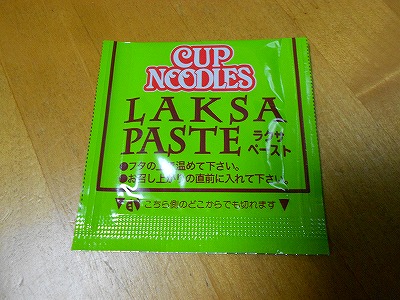 CUP
NOODLES
LAKSA
PASTE ラクサ
ペースト
●フタの上で温めて下さい。
●お召し上がりの直前に入れて下さい。
▼ こちら側のどこからでも切れます ▼